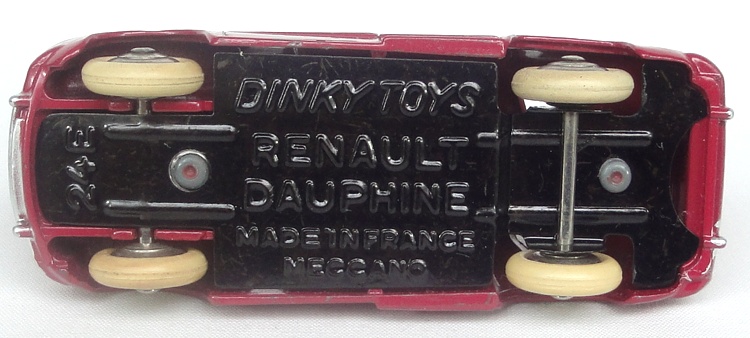 DINKY TOYS
RENAULT
DAUPHINE
MADE IN FRANCE
MECCANO
24E